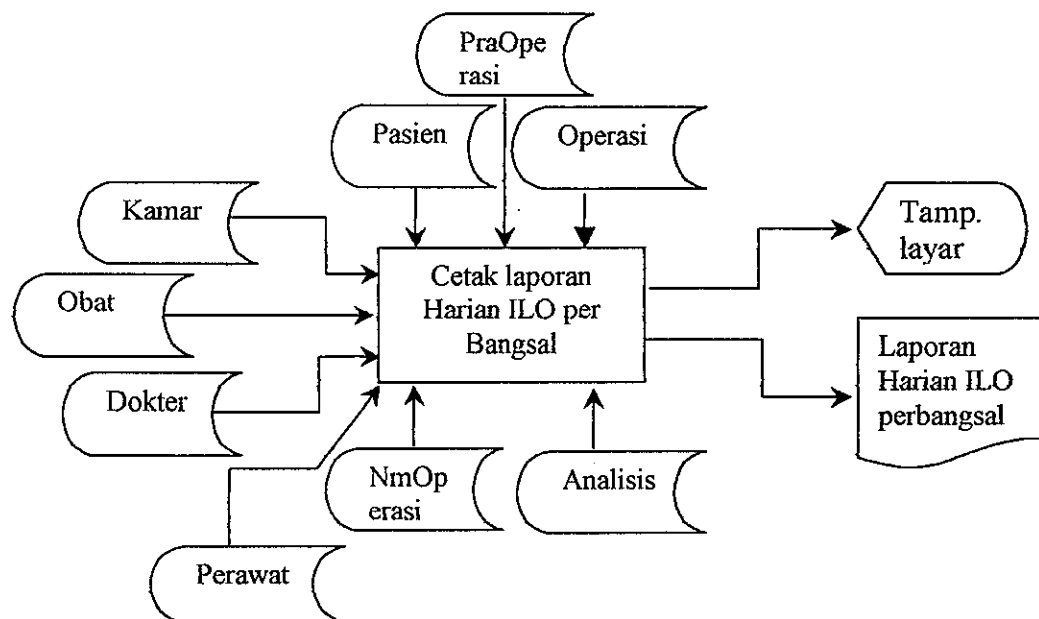 PraOpe
rasi
Pasien
Operasi
Kamar
Tamp.
layar
Cetak laporan
Harian ILO per
Bangsal
Obat
Laporan
Harian ILO
perbangsal
Dokter
NmOp
erasi
Analisis
Perawat